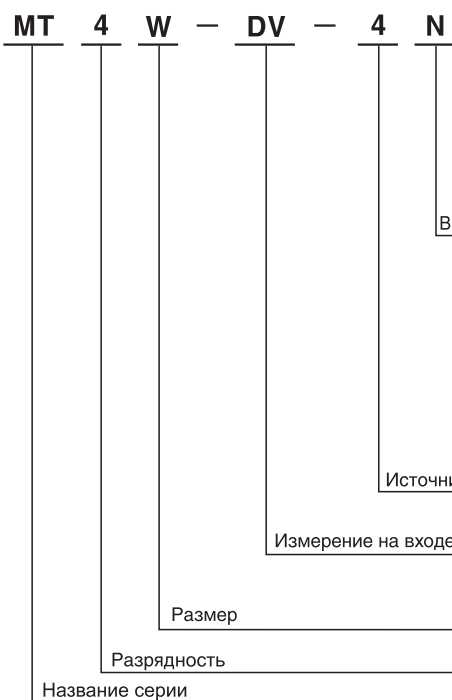 MT 4 W – DV – 4 N
В
Источни
Измерение на входе
Размер
Разрядность
Название серии